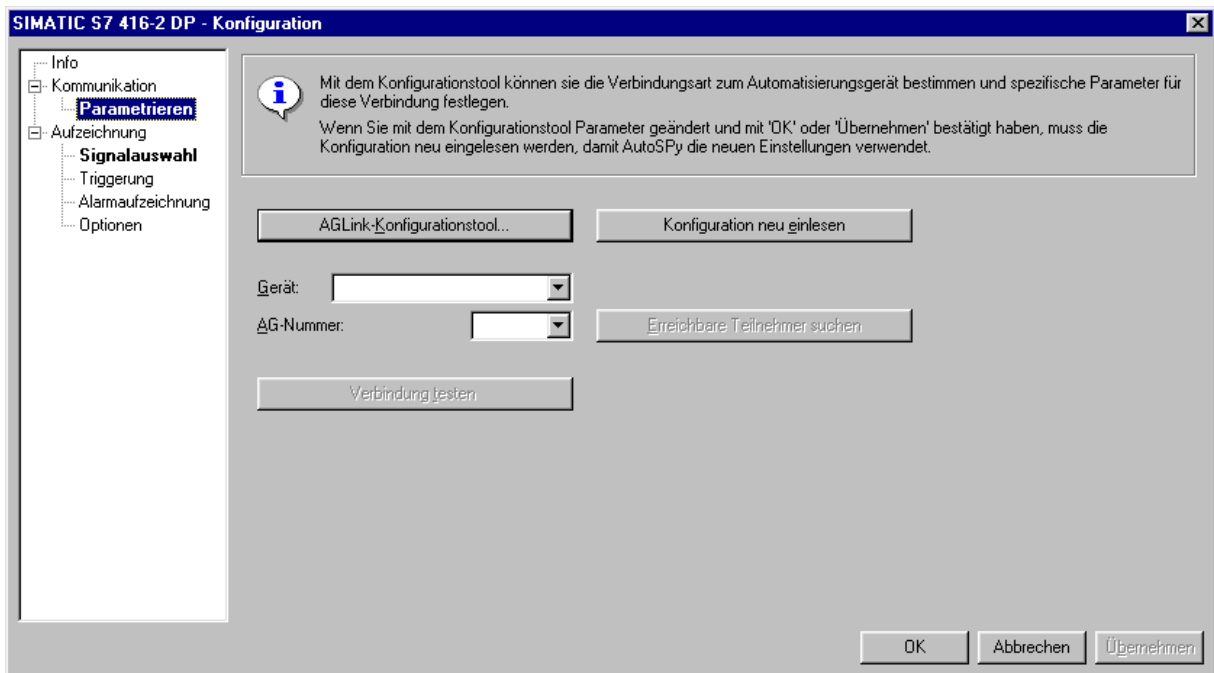 SIMATIC S7 416-2 DP - Konfiguration
Info
Kommunikation
Parametrieren
Aufzeichnung
Signalauswahl
Triggerung
Alarmaufzeichnung
Optionen
Mit dem Konfigurationstool können sie die Verbindungsart zum Automatisierungsgerät bestimmen und spezifische Parameter für
diese Verbindung festlegen.
Wenn Sie mit dem Konfigurationstool Parameter geändert und mit 'OK' oder 'Übernehmen' bestätigt haben, muss die
Konfiguration neu eingelesen werden, damit AutoSPy die neuen Einstellungen verwendet.
AGLink-Konfigurationstool...
Konfiguration neu einlesen
Gerät:
AG-Nummer:
Erreichbare Teilnehmer suchen
Verbindung testen
OK
Abbrechen
Übernehmen